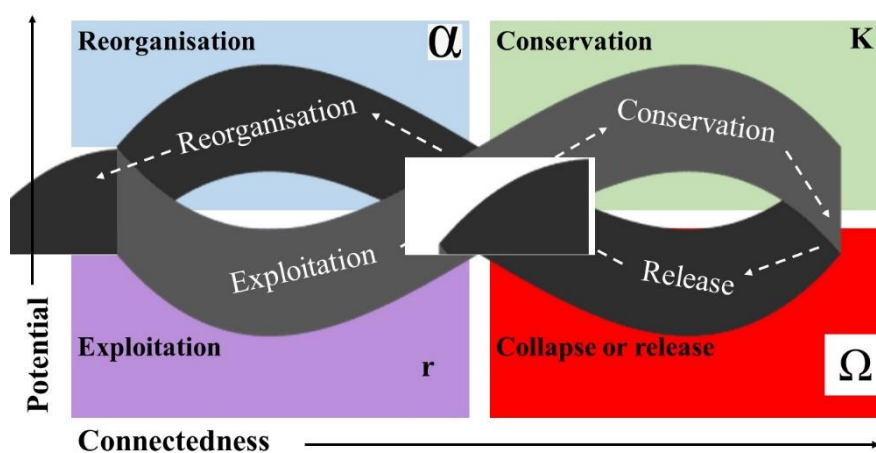 Reorganisation
α
Conservation
K
Reorganisation
Conservation
Exploitation
Release
Exploitation
r
Collapse or release
Ω
Potential
Connectedness